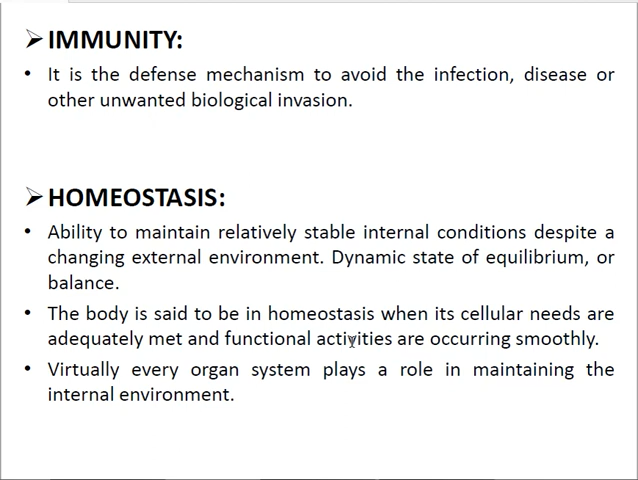 ➢IMMUNITY:
• It is the defense mechanism to avoid the infection, disease or
other unwanted biological invasion.
➢HOMEOSTASIS:
• Ability to maintain relatively stable internal conditions despite a
changing external environment. Dynamic state of equilibrium, or
balance.
• The body is said to be in homeostasis when its cellular needs are
adequately met and functional activities are occurring smoothly.
• Virtually every organ system plays a role in maintaining the
internal environment.